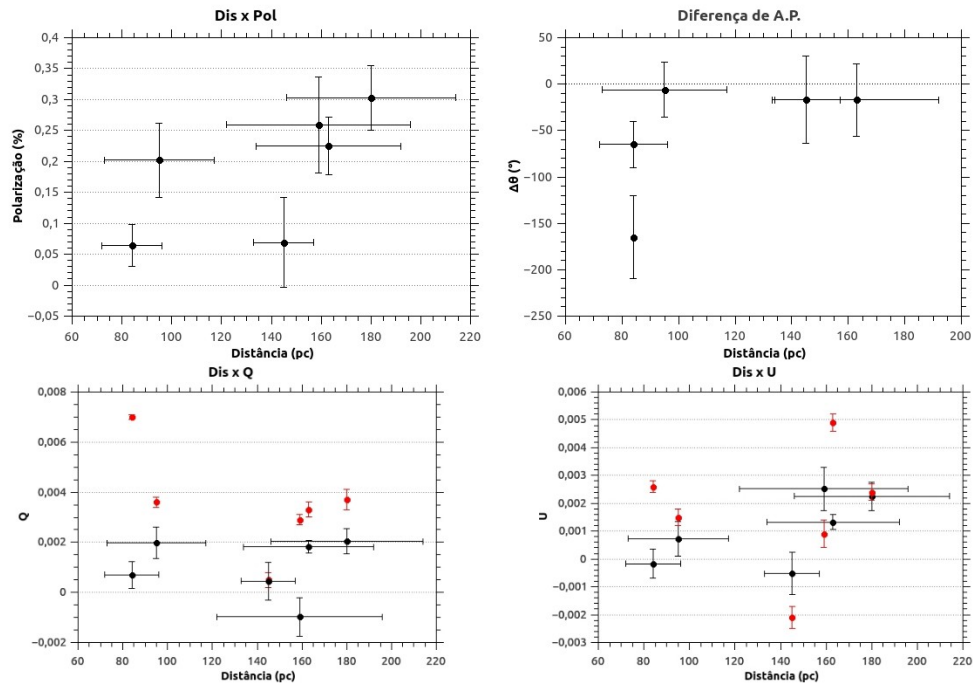 Dis x Pol
0,4
0,35
0,3
0,25
0,2
0,15
0,1
0,05
0
−0,05
Polarização (%)
60 80 100 120 140 160 180 200 220
Distância (pc)
Diferença de A.P.
50
0
−50
−100
−150
−200
−250
Δθ (°)
60 80 100 120 140 160 180 200
Distância (pc)
Dis x Q
0,008
0,006
0,004
0,002
0
−0,002
Q
60 80 100 120 140 160 180 200 220
Distância (pc)
Dis x U
0,006
0,005
0,004
0,003
0,002
0,001
0
−0,001
−0,002
−0,003
U
60 80 100 120 140 160 180 200 220
Distância (pc)